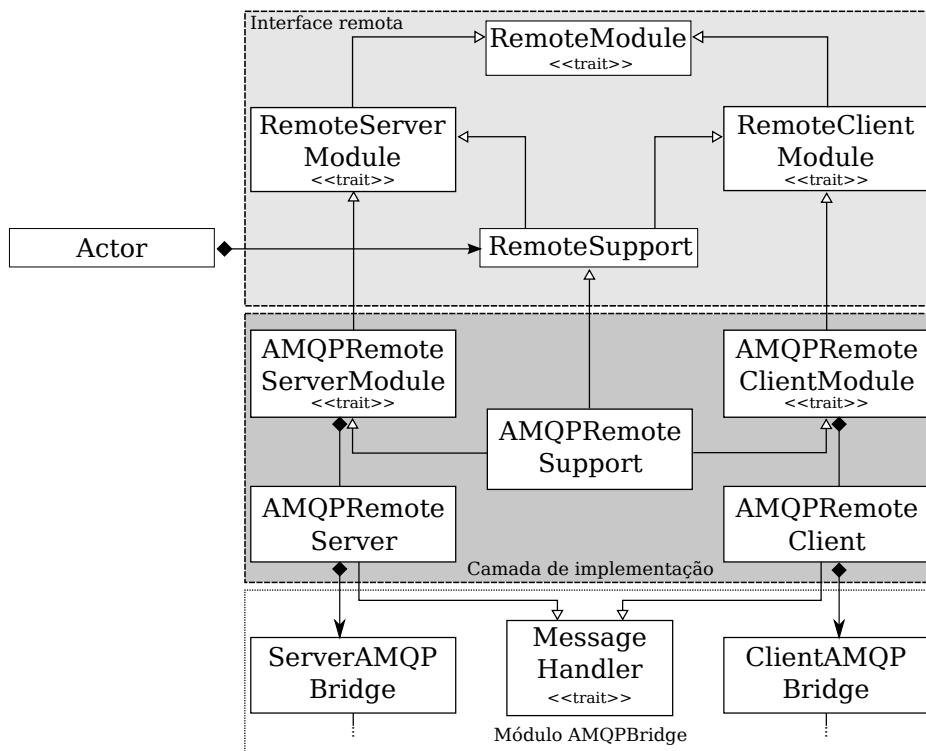 Interface remota
RemoteModule
<<trait>>
RemoteServer
Module
<<trait>>
RemoteClient
Module
<<trait>>
Actor
RemoteSupport
AMQPRemote
ServerModule
<<trait>>
AMQPRemote
ClientModule
<<trait>>
AMQPRemote
Support
AMQPRemote
Server
AMQPRemote
Client
Camada de implementação
ServerAMQP
Bridge
Message
Handler
<<trait>>
ClientAMQP
Bridge
Módulo AMQPBridge